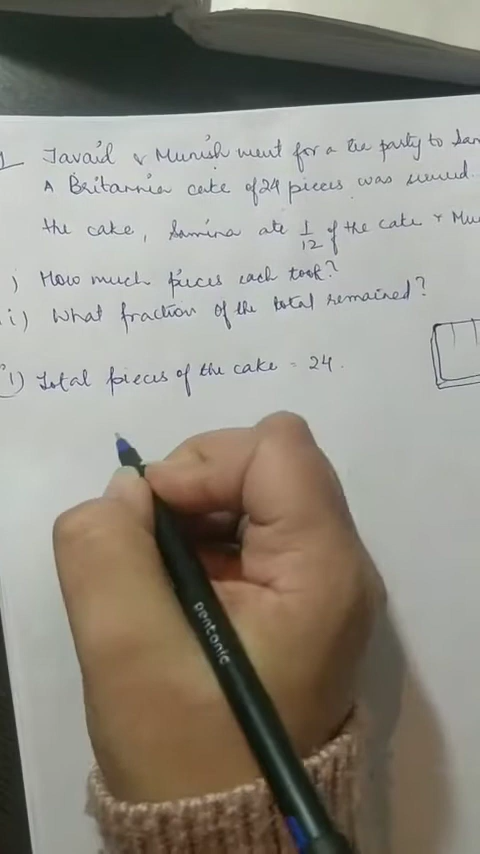 1 Javaid & Munish went for a tie party to Sam
A Britannia cake of 24 pieces was served.
the cake, Samina ate 1/12 of the cake & Mu
) How much pieces each took?
ii) What fraction of the total remained?
(i) Total pieces of the cake = 24.
pentonic